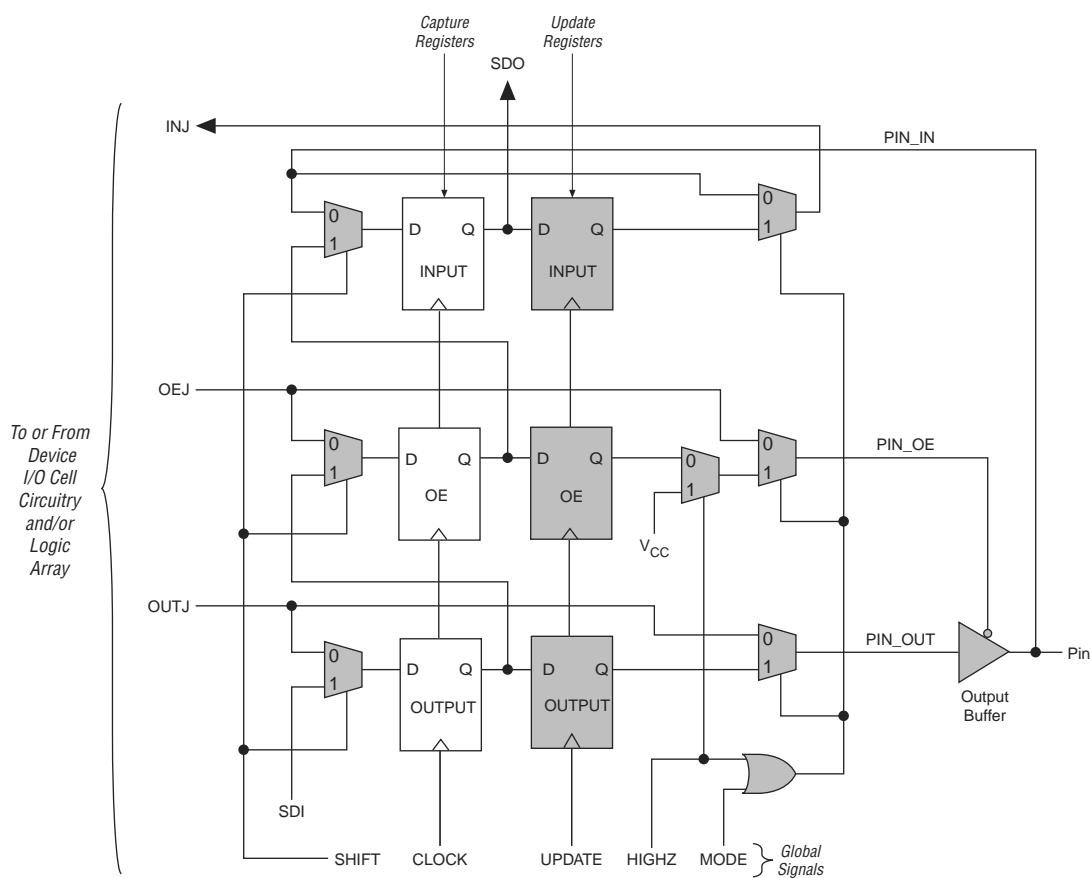 Capture
Registers
Update
Registers
SDO
INJ
PIN_IN
0
1
D Q
INPUT
D Q
INPUT
0
1
OEJ
To or From
Device
I/O Cell
Circuitry
and/or
Logic
Array
0
1
D Q
OE
D Q
OE
0
1
VCC
0
1
PIN_OE
OUTJ
0
1
D Q
OUTPUT
D Q
OUTPUT
0
1
PIN_OUT
Pin
Output
Buffer
SDI
SHIFT
CLOCK
UPDATE
HIGHZ
MODE
Global
Signals